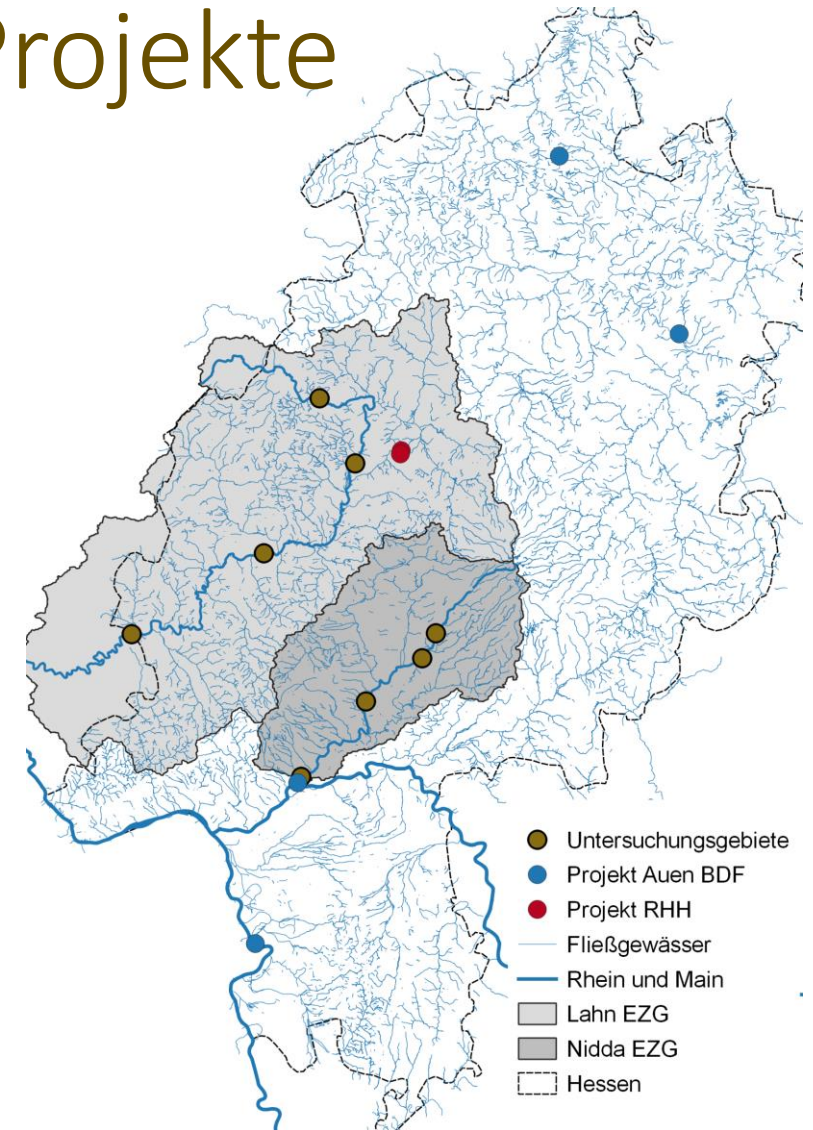 Projekte
Untersuchungsgebiete
Projekt Auen BDF
Projekt RHH
Fließgewässer
Rhein und Main
Lahn EZG
Nidda EZG
Hessen